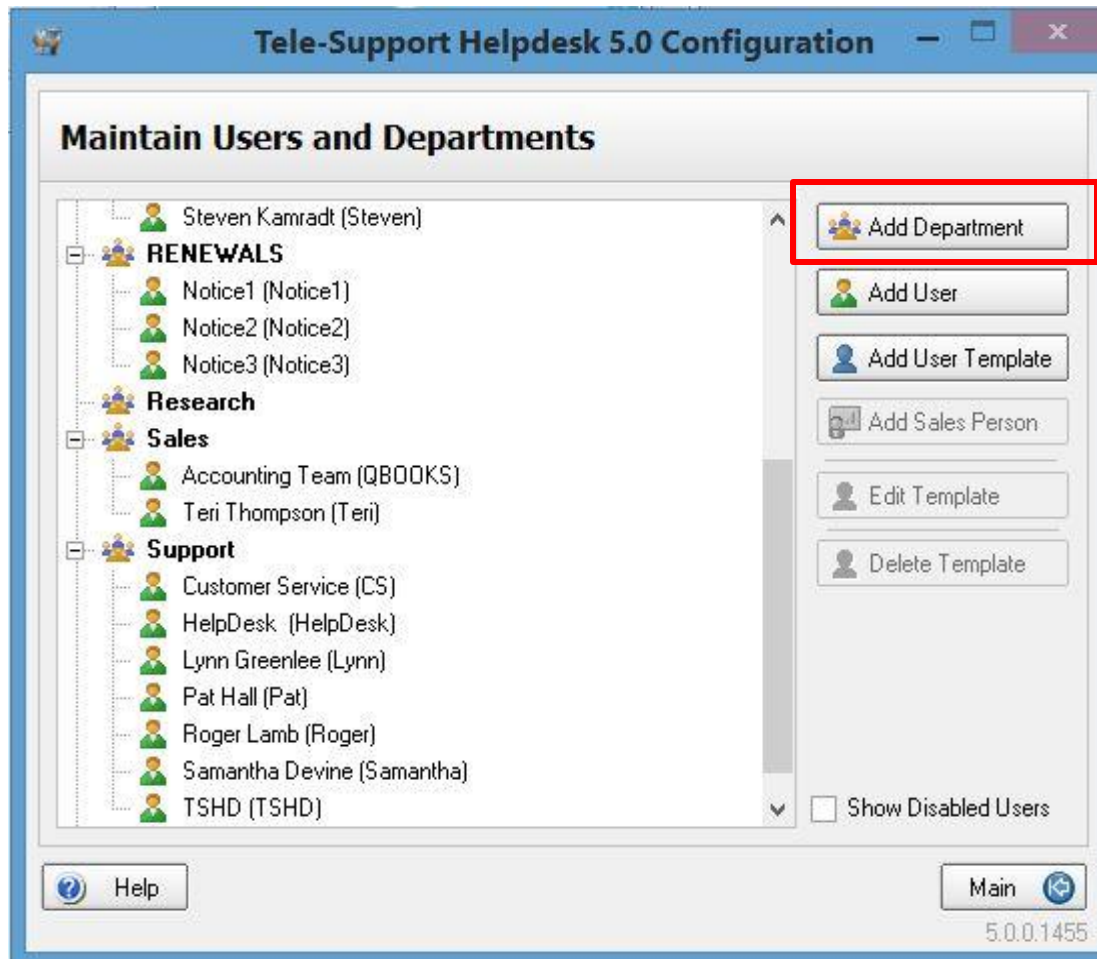 Tele-Support Helpdesk 5.0 Configuration
Maintain Users and Departments
Steven Kamradt (Steven)
RENEWALS
Notice1 (Notice1)
Notice2 (Notice2)
Notice3 (Notice3)
Research
Sales
Accounting Team (QBOOKS)
Teri Thompson (Teri)
Support
Customer Service (CS)
HelpDesk (HelpDesk)
Lynn Greenlee (Lynn)
Pat Hall (Pat)
Roger Lamb (Roger)
Samantha Devine (Samantha)
TSHD (TSHD)
Add Department
Add User
Add User Template
Add Sales Person
Edit Template
Delete Template
Show Disabled Users
Help
Main
5.0.0.1455